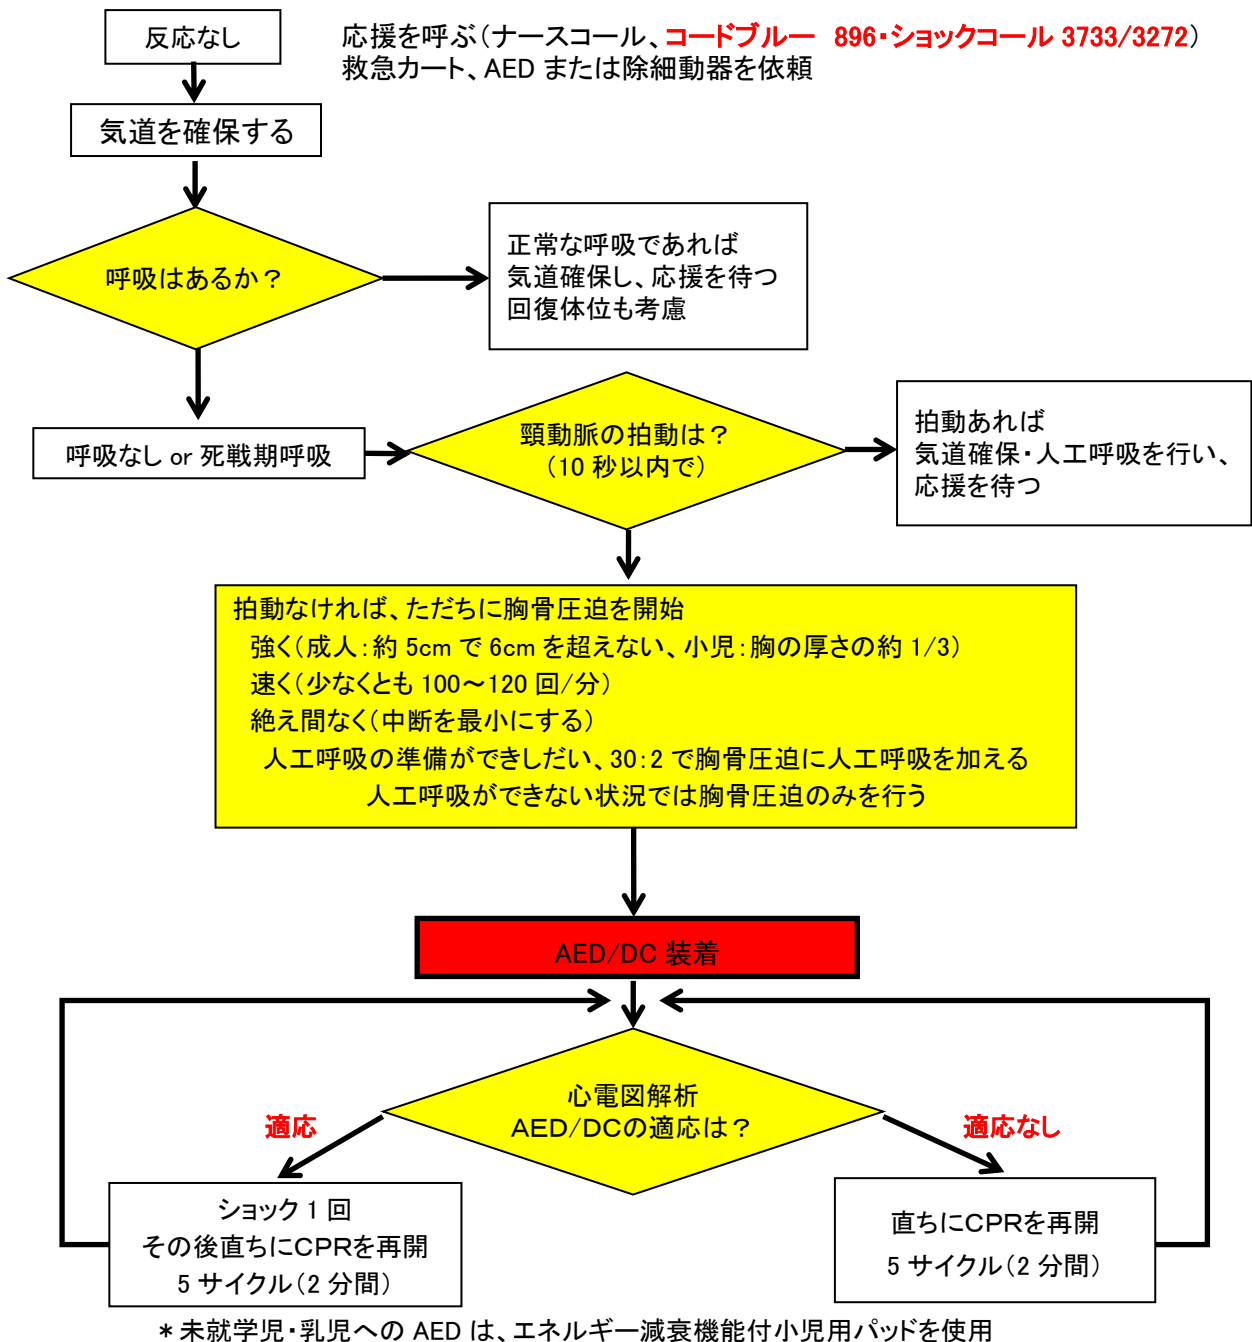 反応なし
応援を呼ぶ（ナースコール、コードブルー　896・ショックコール 3733/3272）
救急カート、AED または除細動器を依頼
気道を確保する
呼吸はあるか？
正常な呼吸であれば
気道確保し、応援を待つ
回復体位も考慮
呼吸なし or 死戦期呼吸
頸動脈の拍動は？
（10 秒以内で）
拍動あれば
気道確保・人工呼吸を行い、
応援を待つ
拍動なければ、ただちに胸骨圧迫を開始
強く（成人：約 5cm で 6cm を超えない、小児：胸の厚さの約 1/3）
速く（少なくとも 100～120 回/分）
絶え間なく（中断を最小にする）
人工呼吸の準備ができしだい、30：2 で胸骨圧迫に人工呼吸を加える
人工呼吸ができない状況では胸骨圧迫のみを行う
AED/DC 装着
心電図解析
ＡＥＤ/ＤＣの適応は？
適応
適応なし
ショック 1 回
その後直ちにＣＰＲを再開
5 サイクル（2 分間）
直ちにＣＰＲを再開
5 サイクル（2 分間）
＊未就学児・乳児への AED は、エネルギー減衰機能付小児用パッドを使用